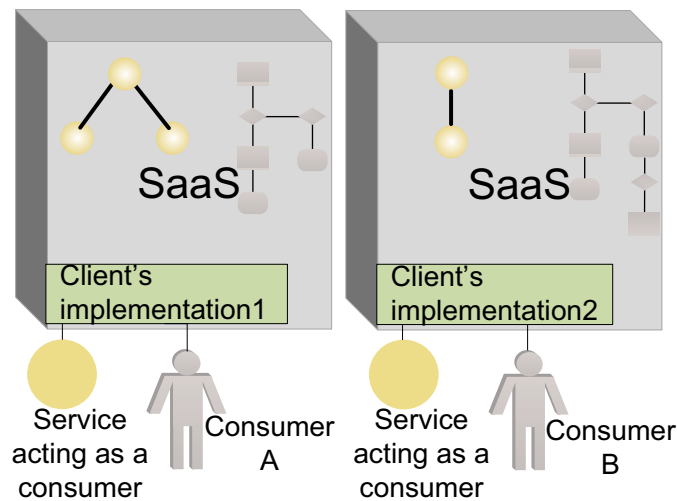 SaaS
Client's
implementation1
Service
acting as a
consumer
Consumer
A
SaaS
Client's
implementation2
Service
acting as a
consumer
Consumer
B